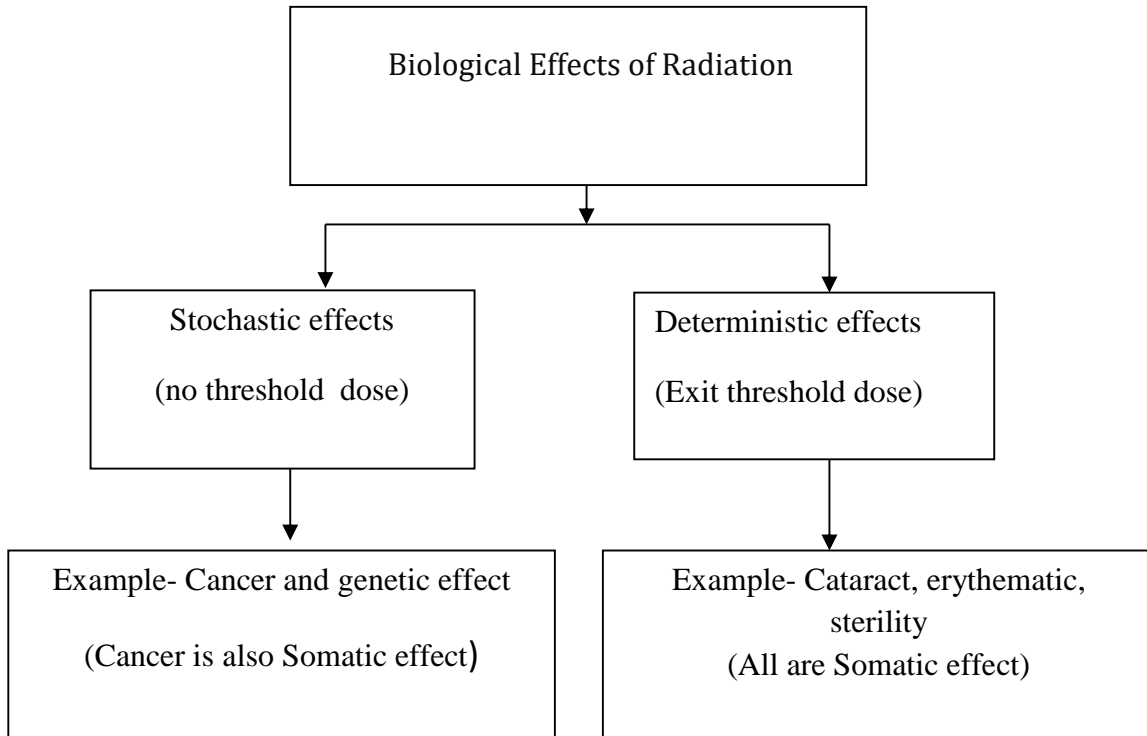 Biological Effects of Radiation
Stochastic effects
(no threshold dose)
Deterministic effects
(Exit threshold dose)
Example- Cancer and genetic effect
(Cancer is also Somatic effect)
Example- Cataract, erythematic,
sterility
(All are Somatic effect)